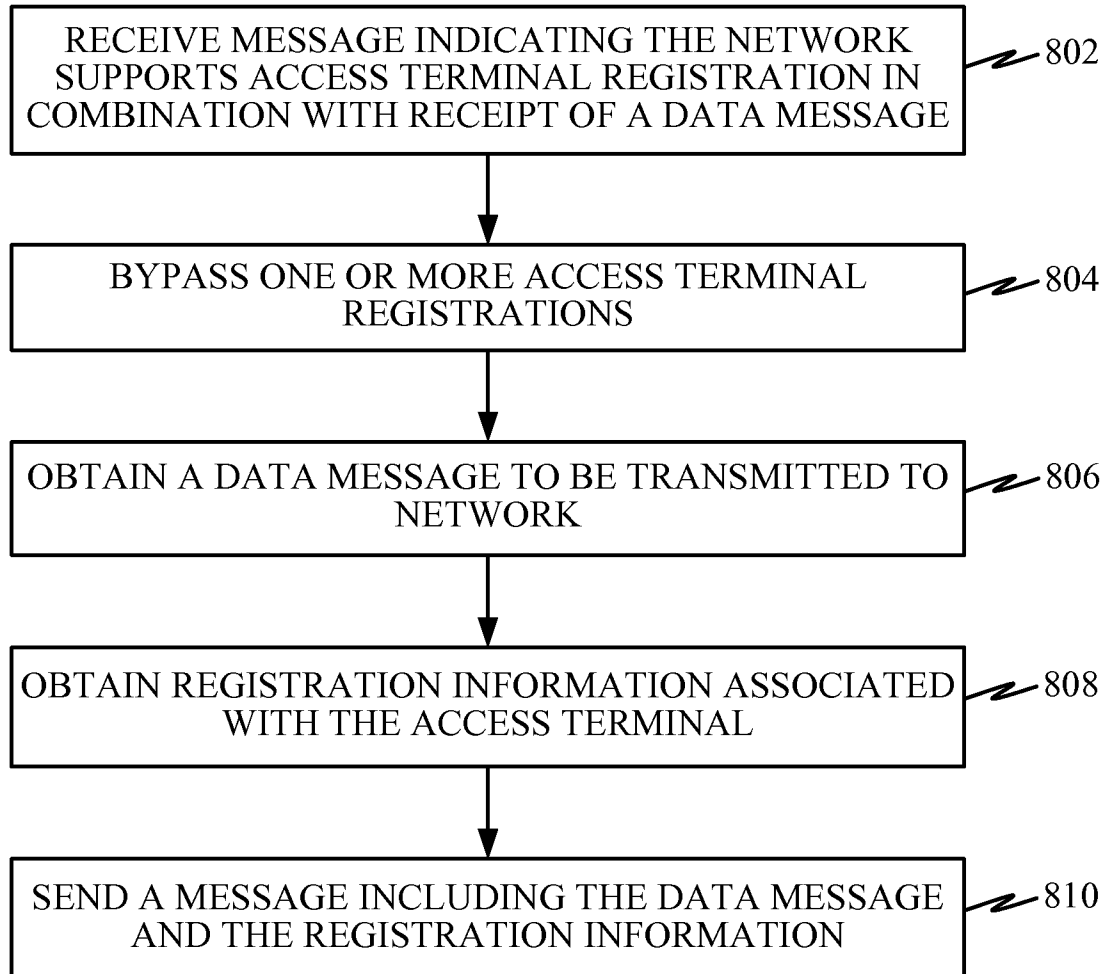 RECEIVE MESSAGE INDICATING THE NETWORK
SUPPORTS ACCESS TERMINAL REGISTRATION IN
COMBINATION WITH RECEIPT OF A DATA MESSAGE
802
BYPASS ONE OR MORE ACCESS TERMINAL
REGISTRATIONS
804
OBTAIN A DATA MESSAGE TO BE TRANSMITTED TO
NETWORK
806
OBTAIN REGISTRATION INFORMATION ASSOCIATED
WITH THE ACCESS TERMINAL
808
SEND A MESSAGE INCLUDING THE DATA MESSAGE
AND THE REGISTRATION INFORMATION
810